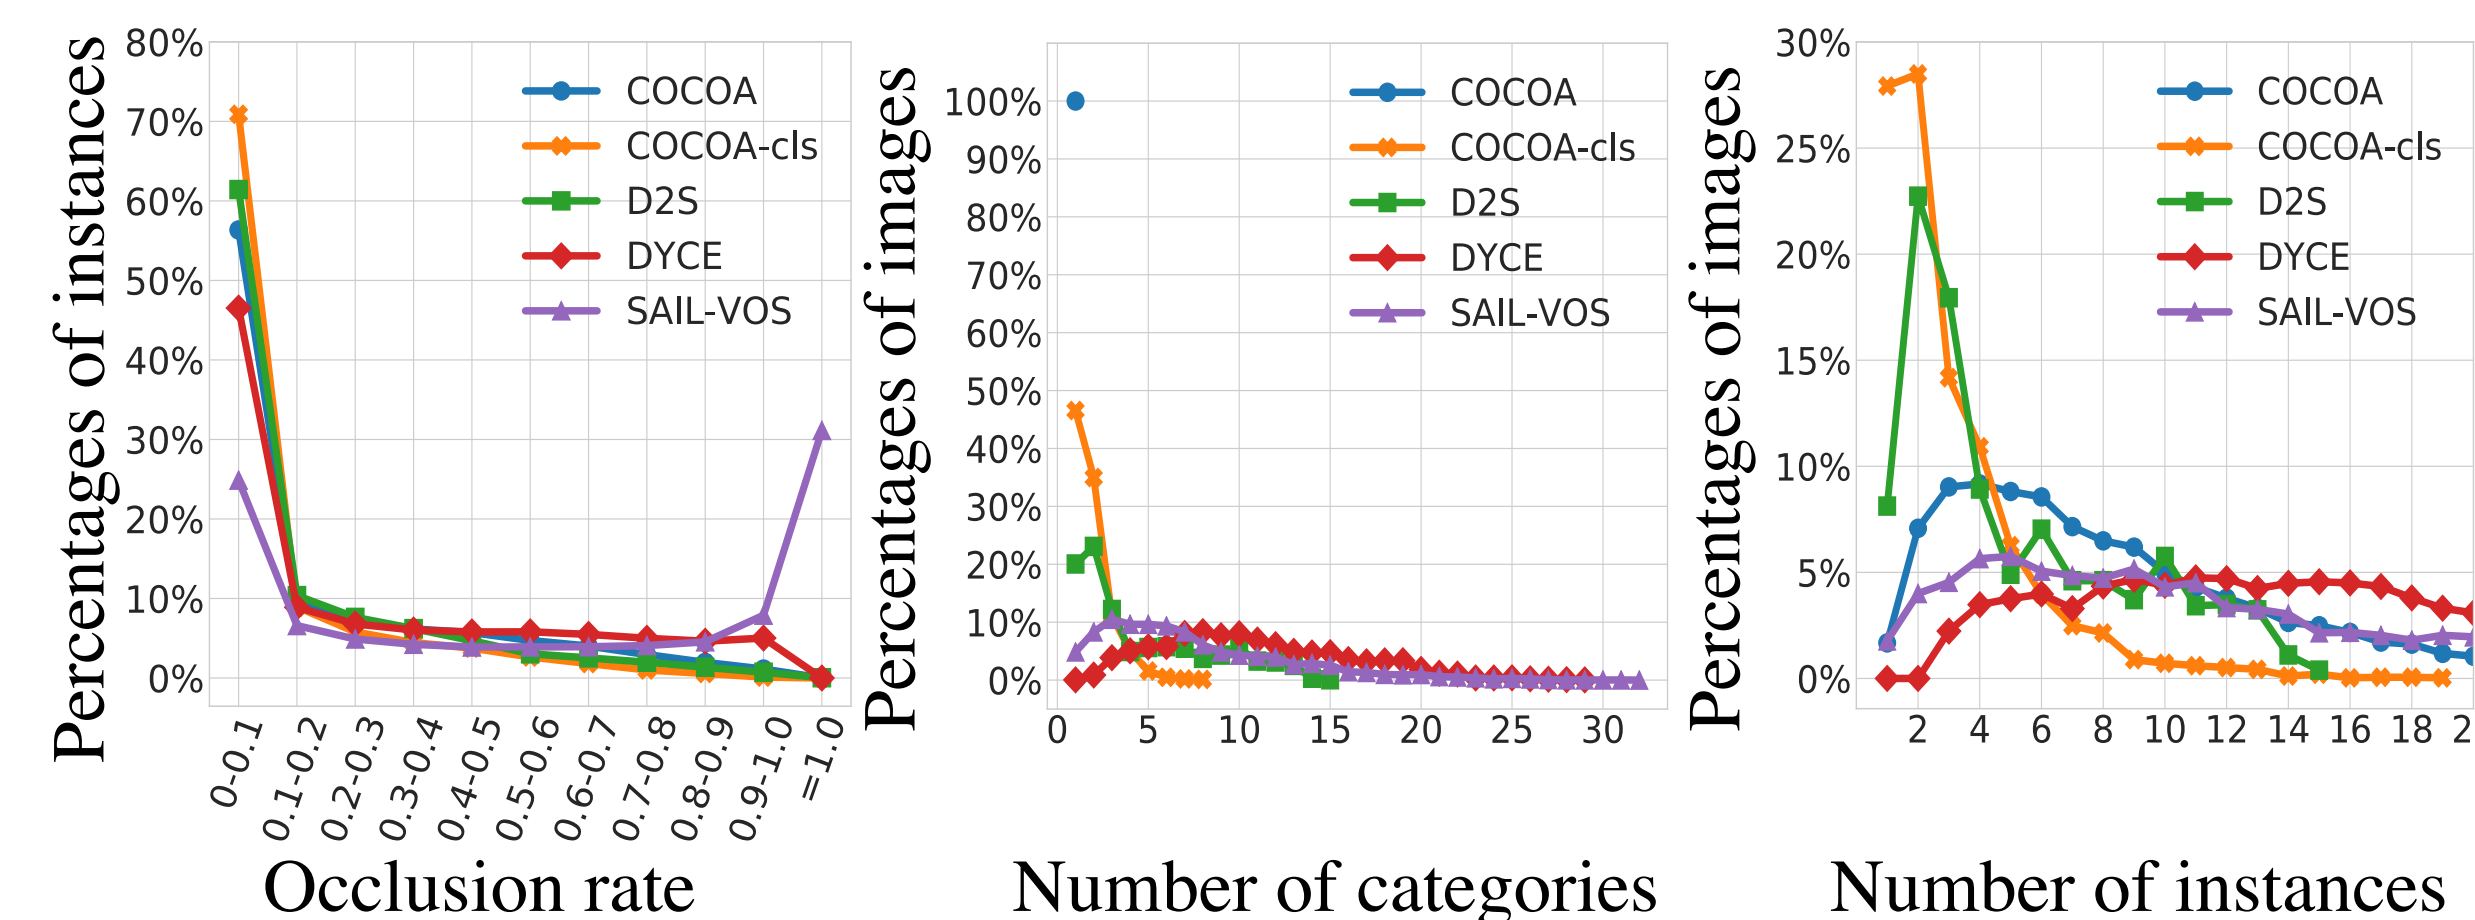 Percentages of instances
80%
70%
60%
50%
40%
30%
20%
10%
0%
COCOA
COCOA-cls
D2S
DYCE
SAIL-VOS
0-0.1
0.1-0.2
0.2-0.3
0.3-0.4
0.4-0.5
0.5-0.6
0.6-0.7
0.7-0.8
0.8-0.9
0.9-1.0
=1.0
Occlusion rate
Percentages of images
100%
90%
80%
70%
60%
50%
40%
30%
20%
10%
0%
COCOA
COCOA-cls
D2S
DYCE
SAIL-VOS
0 5 10 15 20 25 30
Number of categories
Percentages of images
30%
25%
20%
15%
10%
5%
0%
COCOA
COCOA-cls
D2S
DYCE
SAIL-VOS
2 4 6 8 10 12 14 16 18 2
Number of instances